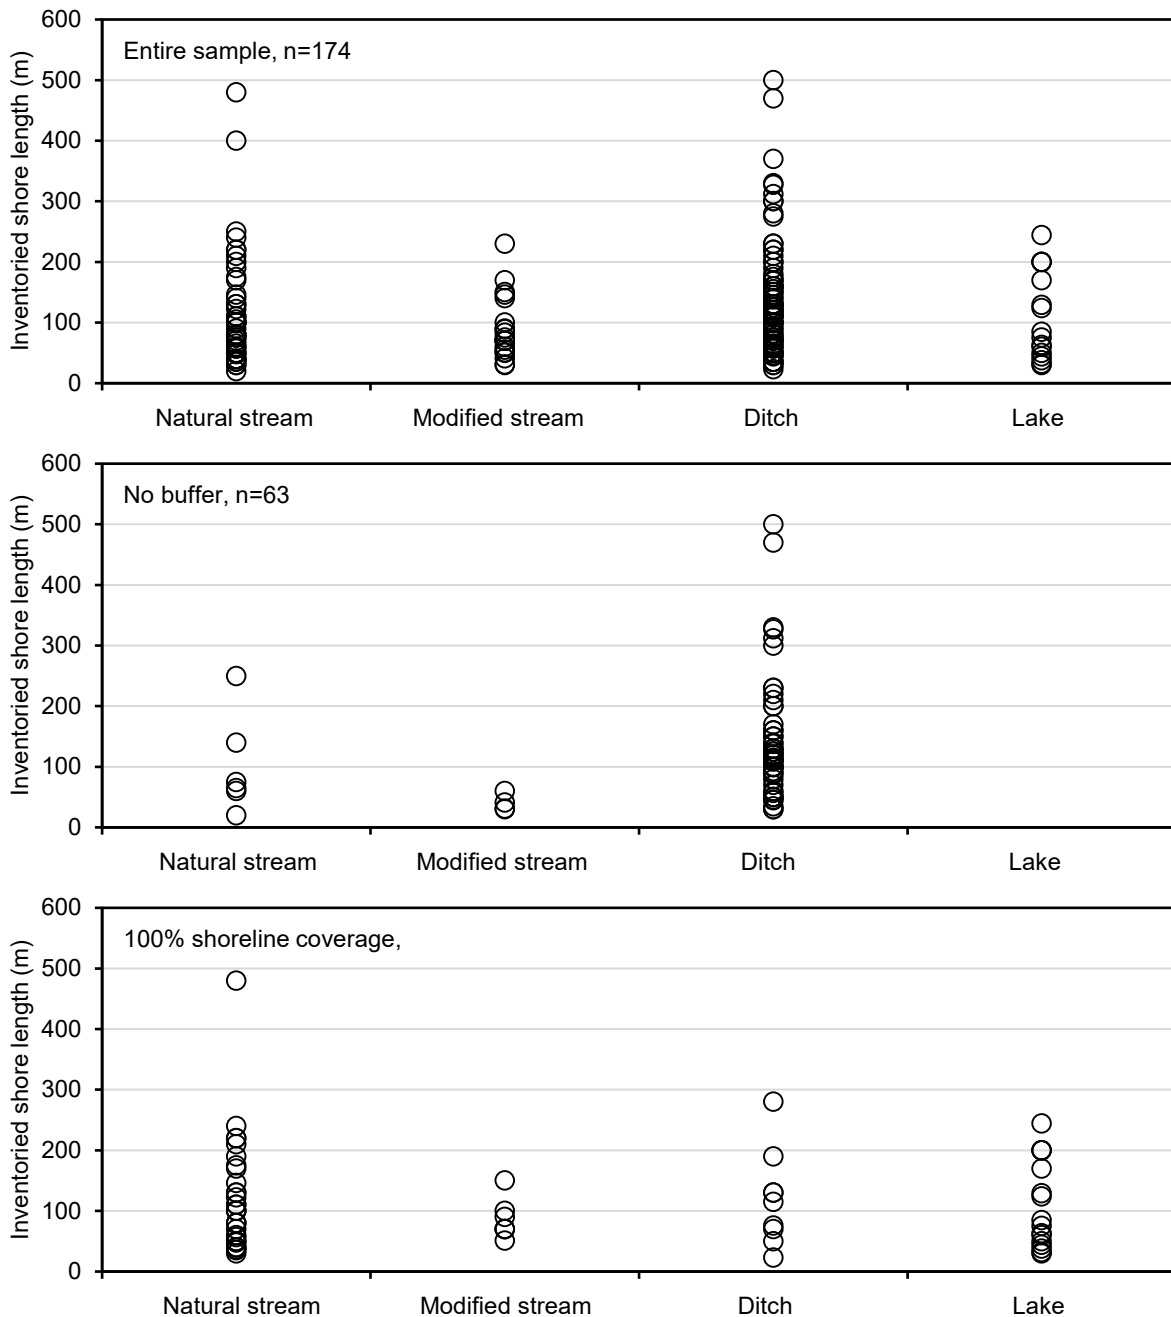 600
Entire sample, n=174
500
400
300
200
100
0
Inventoried shore length (m)
Natural stream Modified stream Ditch Lake
600
No buffer, n=63
500
400
300
200
100
0
Inventoried shore length (m)
Natural stream Modified stream Ditch Lake
600
100% shoreline coverage,
500
400
300
200
100
0
Inventoried shore length (m)
Natural stream Modified stream Ditch Lake